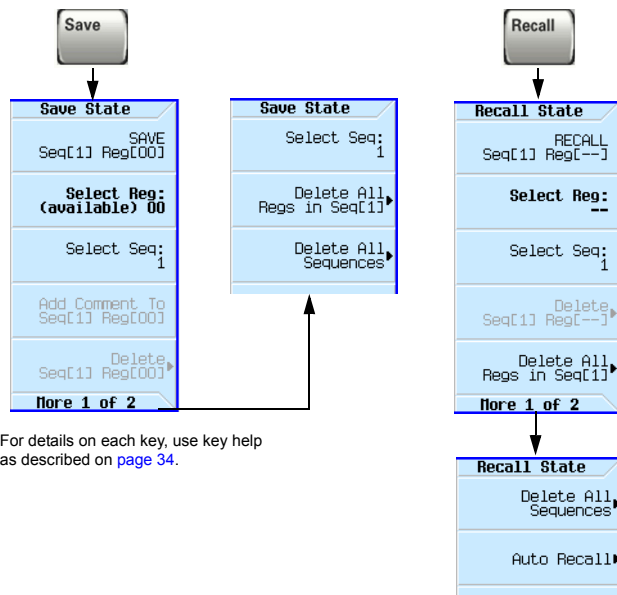 Save
Save State
SAVE
Seq[1] Reg[00]
Select Reg:
(available) 00
Select Seq:
1
Add Comment To
Seq[1] Reg[00]
Delete
Seq[1] Reg[00]
More 1 of 2
Save State
Select Seq:
1
Delete All
Regs in Seq[1]
Delete All
Sequences
For details on each key, use key help
as described on page 34.
Recall
Recall State
RECALL
Seq[1] Reg[--]
Select Reg:
--
Select Seq:
1
Delete
Seq[1] Reg[--]
Delete All
Regs in Seq[1]
More 1 of 2
Recall State
Delete All
Sequences
Auto Recall